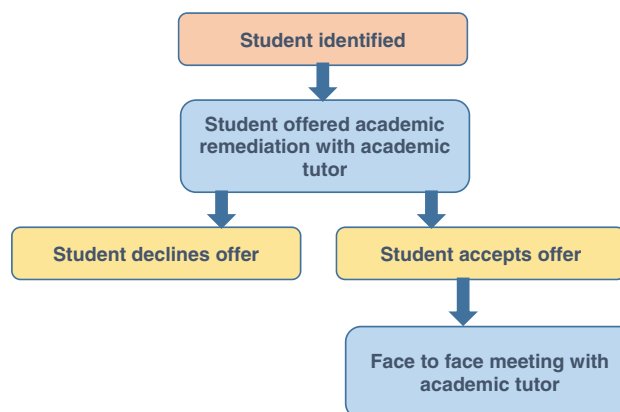 Student identified
Student offered academic
remediation with academic
tutor
Student declines offer
Student accepts offer
Face to face meeting with
academic tutor